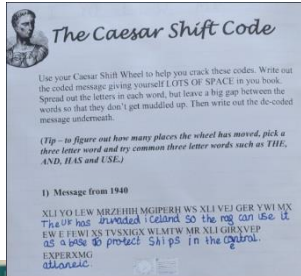 The Caesar Shift Code
Use your Caesar Shift Wheel to help you crack these codes. Write out
the coded message giving yourself LOTS OF SPACE in you book.
Spread out the letters in each word, but leave a big gap between the
words so that they don't get muddled up. Then write out the de-coded
message underneath.
(Tip – to figure out how many places the wheel has moved, pick a
three letter word and try common three letter words such as THE,
AND, HAS and USE.)
1) Message from 1940
XLI YO LEW MRZEHIH MGIPERH WS XLI VEJ GER YWI MX
The UK has invaded iceland so the can use it
EW E FEWI XS TVSXIGX WLMTW MR XLI GIRXVEP
as a base to protect Ships in the
EXPERXMG
atlaneic.